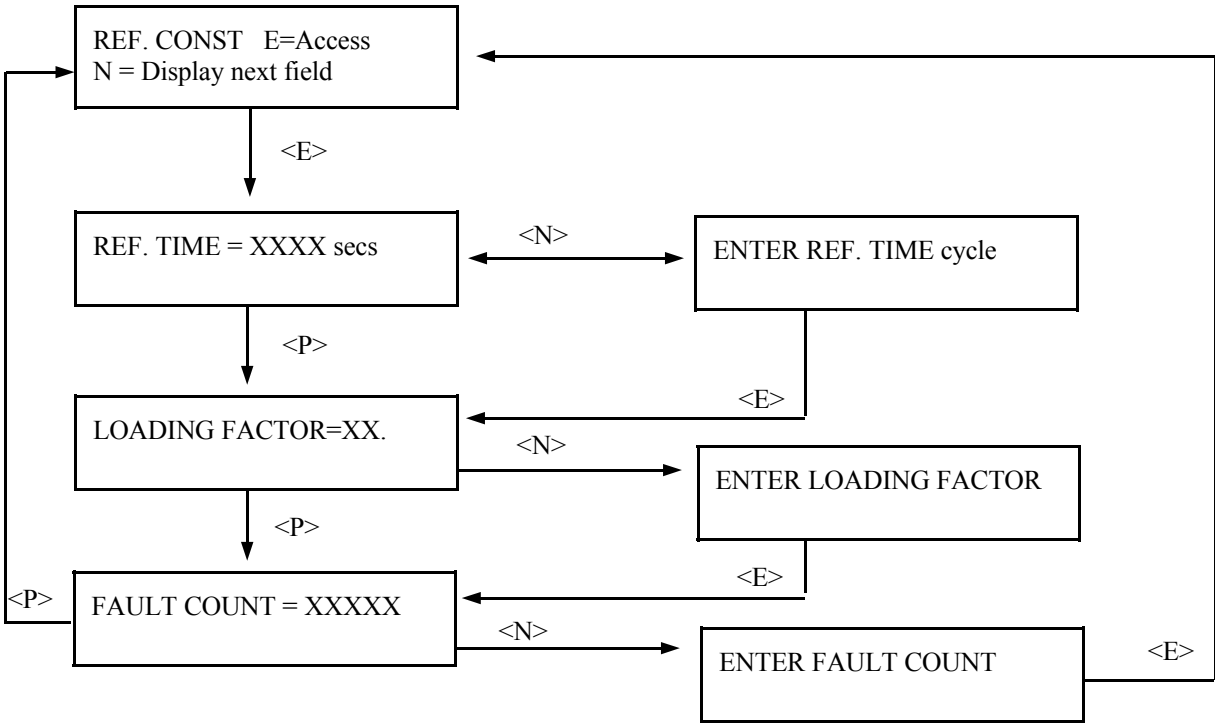 REF. CONST E=Access
N = Display next field
<E>
REF. TIME = XXXX secs
<N>
ENTER REF. TIME cycle
<P>
<E>
LOADING FACTOR=XX.
<N>
ENTER LOADING FACTOR
<P>
<E>
<P>
FAULT COUNT = XXXXX
<N>
ENTER FAULT COUNT
<E>